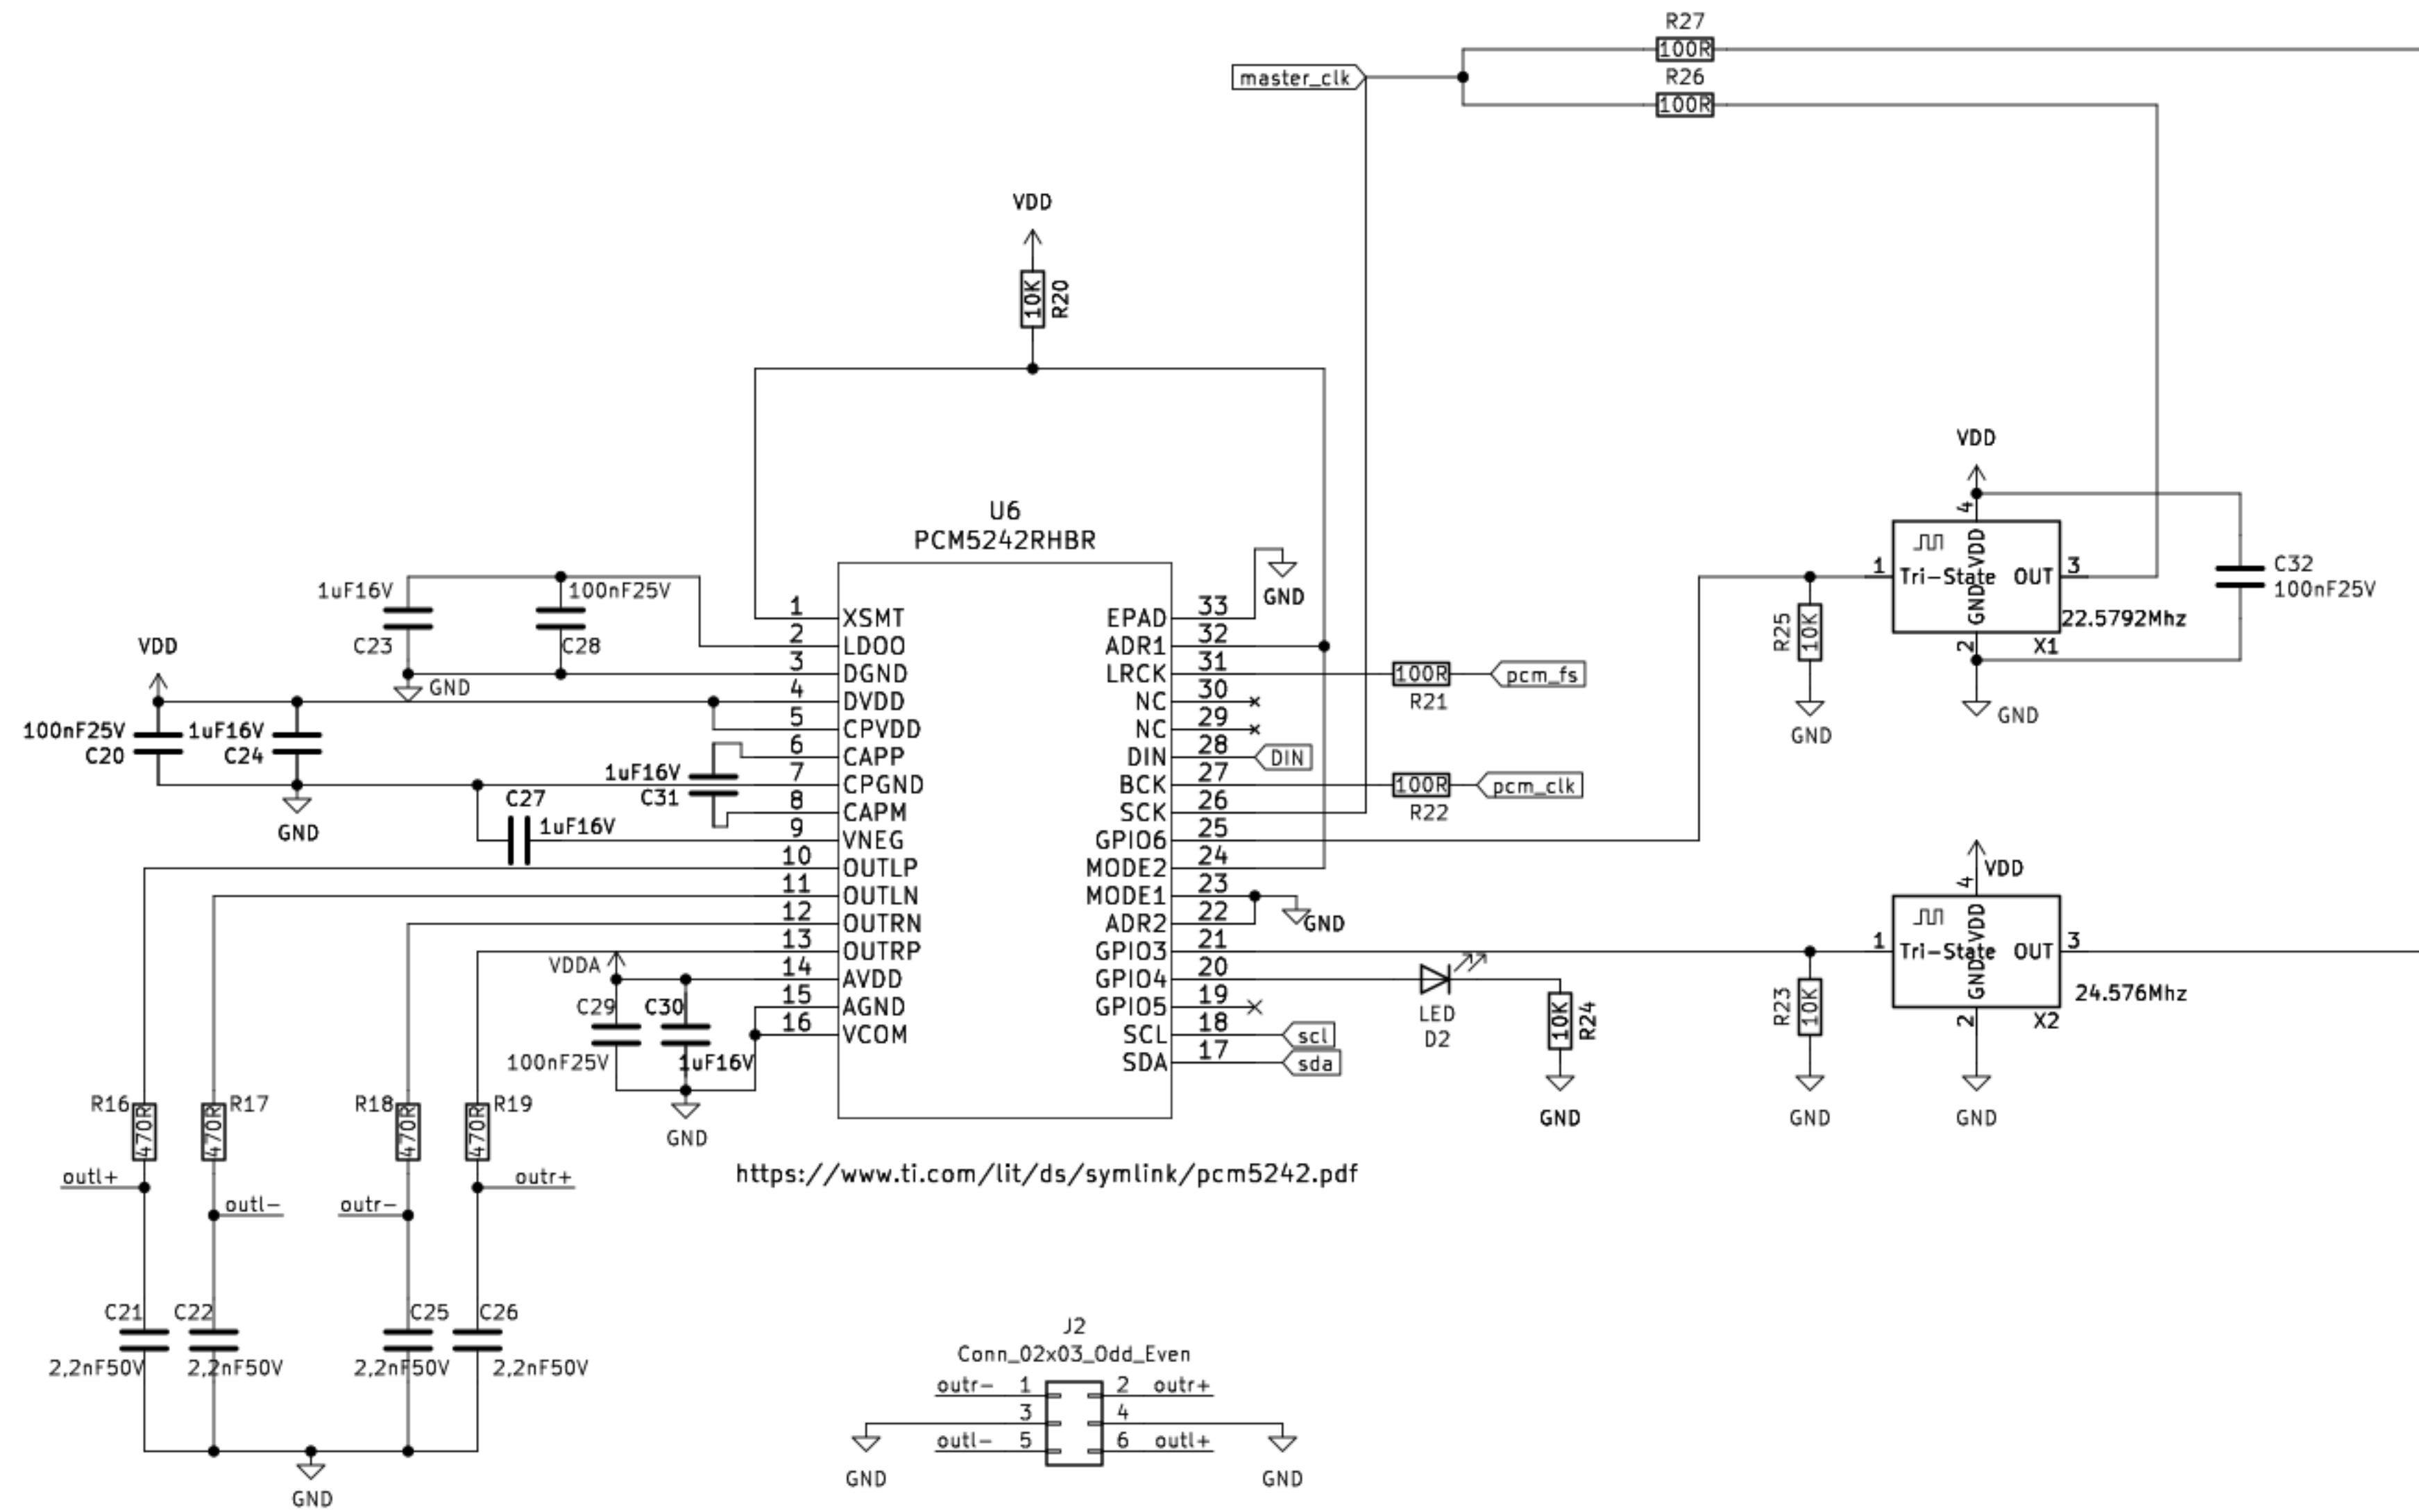 R27
100R
master_clk
R26
100R
VDD
10K
R20
VDD
4
VDD
1
Tri-State
OUT
3
GND
2
22.5792Mhz
X1
C32
100nF25V
R25
10K
GND
GND
U6
PCM5242RHBR
1uF16V
C23
100nF25V
C28
GND
VDD
100nF25V
C20
1uF16V
C24
GND
C27
1uF16V
1uF16V
C31
1 XSMT
2 LDOO
3 DGND
4 DVDD
5 CPVDD
6 CAPP
7 CPGND
8 CAPM
9 VNEG
10 OUTLP
11 OUTLN
12 OUTRN
13 OUTRP
14 AVDD
15 AGND
16 VCOM
EPAD 33
ADR1 32
LRCK 31
NC 30
NC 29
DIN 28
BCK 27
SCK 26
GPIO6 25
MODE2 24
MODE1 23
ADR2 22
GPIO3 21
GPIO4 20
GPIO5 19
SCL 18
SDA 17
GND
100R
R21
pcm_fs
DIN
100R
R22
pcm_clk
GND
scl
sda
LED
D2
10K
R24
GND
VDD
4
VDD
1
Tri-State
OUT
3
GND
2
24.576Mhz
X2
R23
10K
GND
GND
VDDA
C29
100nF25V
C30
1uF16V
GND
R16
470R
R17
470R
R18
470R
R19
470R
outl+
outl-
outr-
outr+
C21
2,2nF50V
C22
2,2nF50V
C25
2,2nF50V
C26
2,2nF50V
GND
https://www.ti.com/lit/ds/symlink/pcm5242.pdf
J2
Conn_02x03_Odd_Even
outr- 1
2 outr+
3
4
outl- 5
6 outl+
GND
GND